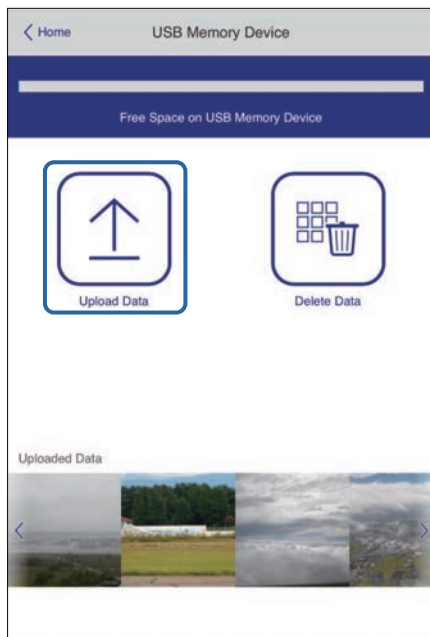 Home
USB Memory Device
Free Space on USB Memory Device
Upload Data
Delete Data
Uploaded Data